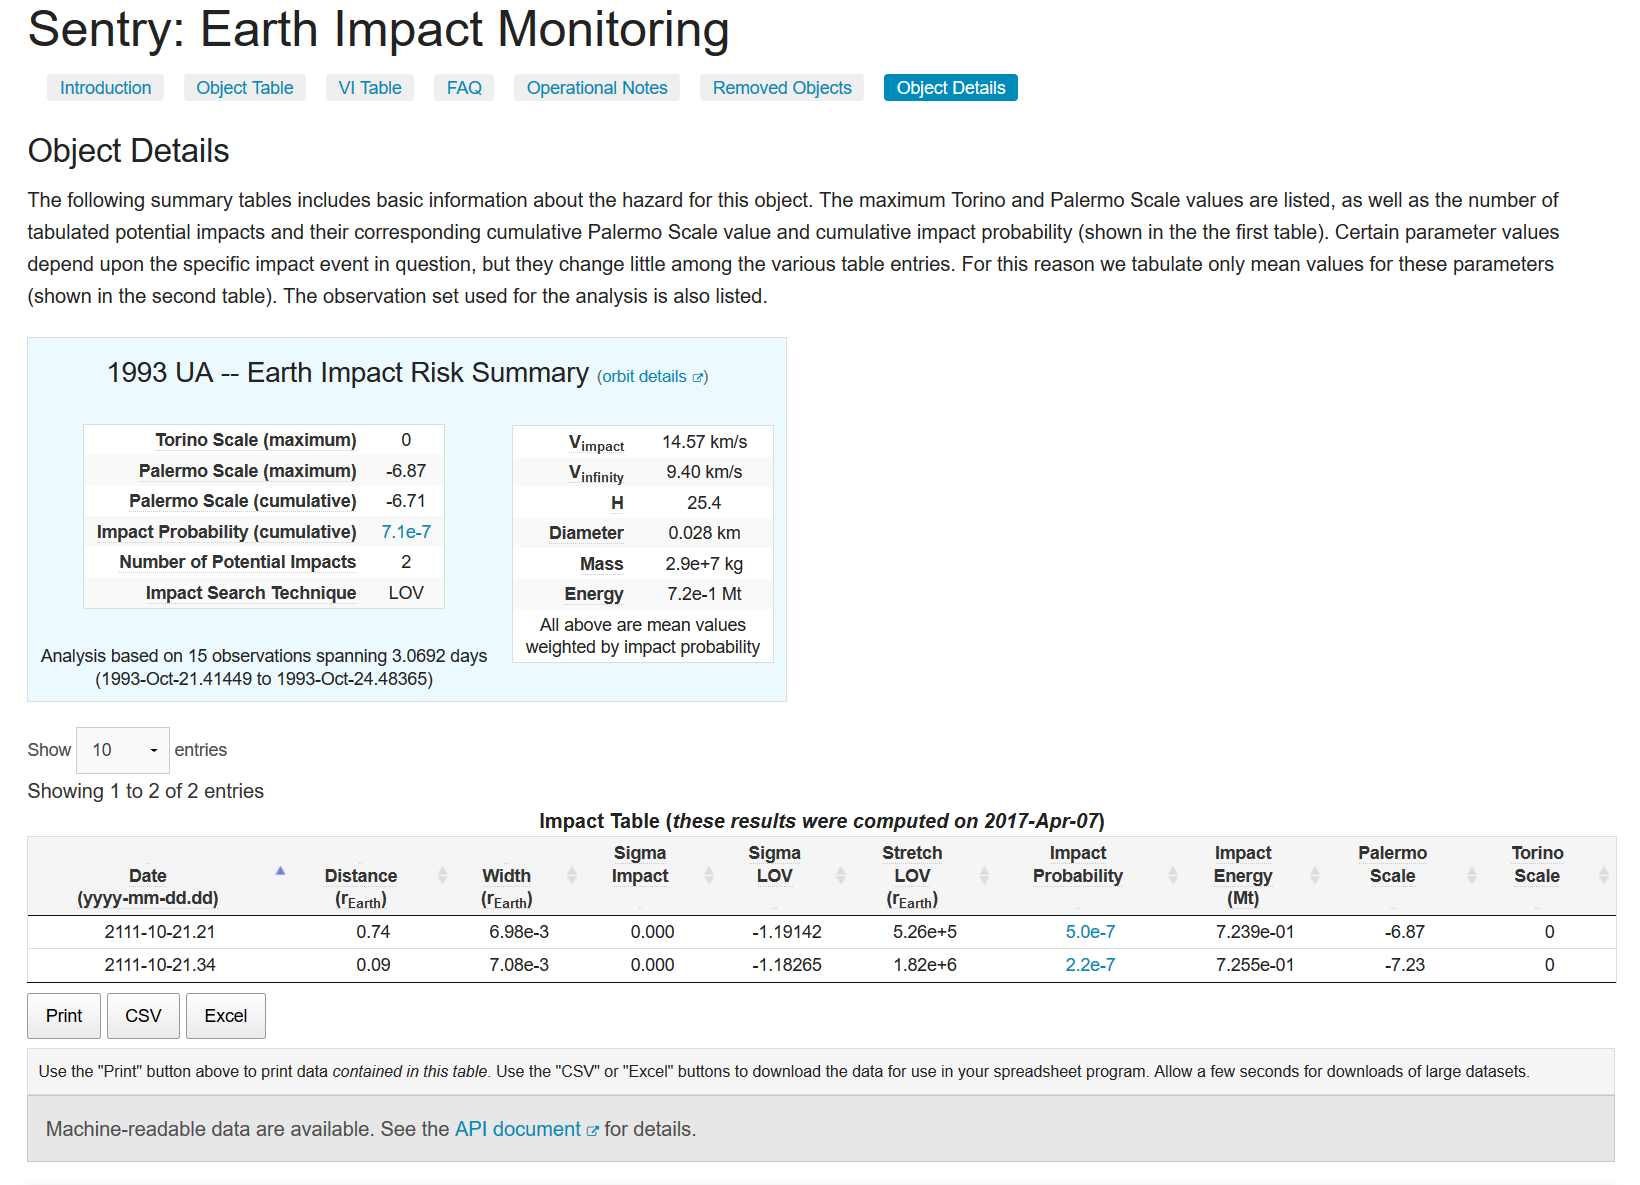 Sentry: Earth Impact Monitoring
Introduction Object Table VI Table FAQ Operational Notes Removed Objects Object Details
Object Details
The following summary tables includes basic information about the hazard for this object. The maximum Torino and Palermo Scale values are listed, as well as the number of
tabulated potential impacts and their corresponding cumulative Palermo Scale value and cumulative impact probability (shown in the the first table). Certain parameter values
depend upon the specific impact event in question, but they change little among the various table entries. For this reason we tabulate only mean values for these parameters
(shown in the second table). The observation set used for the analysis is also listed.
1993 UA -- Earth Impact Risk Summary (orbit details)
Torino Scale (maximum) 0
Palermo Scale (maximum) -6.87
Palermo Scale (cumulative) -6.71
Impact Probability (cumulative) 7.1e-7
Number of Potential Impacts 2
Impact Search Technique LOV
Analysis based on 15 observations spanning 3.0692 days
(1993-Oct-21.41449 to 1993-Oct-24.48365)
Vimpact 14.57 km/s
Vinfinity 9.40 km/s
H 25.4
Diameter 0.028 km
Mass 2.9e+7 kg
Energy 7.2e-1 Mt
All above are mean values
weighted by impact probability
Show 10 entries
Showing 1 to 2 of 2 entries
Impact Table (these results were computed on 2017-Apr-07)
Date (yyyy-mm-dd.dd) Distance (rEarth) Width (rEarth) Sigma Impact Sigma LOV Stretch LOV (rEarth) Impact Probability Impact Energy (Mt) Palermo Scale Torino Scale
2111-10-21.21 0.74 6.98e-3 0.000 -1.19142 5.26e+5 5.0e-7 7.239e-01 -6.87 0
2111-10-21.34 0.09 7.08e-3 0.000 -1.18265 1.82e+6 2.2e-7 7.255e-01 -7.23 0
Print CSV Excel
Use the "Print" button above to print data contained in this table. Use the "CSV" or "Excel" buttons to download the data for use in your spreadsheet program. Allow a few seconds for downloads of large datasets.
Machine-readable data are available. See the API document for details.